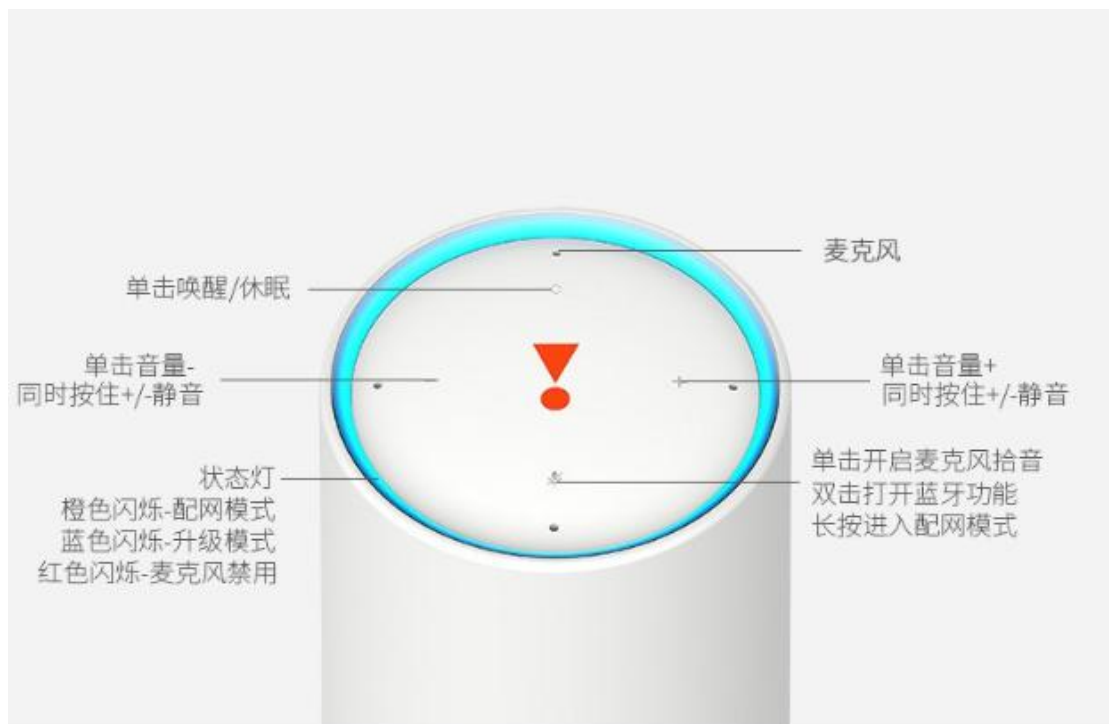 麦克风
单击唤醒/休眠
单击音量-
同时按住+/-静音
单击音量+
同时按住+/-静音
状态灯
橙色闪烁-配网模式
蓝色闪烁-升级模式
红色闪烁-麦克风禁用
单击开启麦克风拾音
双击打开蓝牙功能
长按进入配网模式